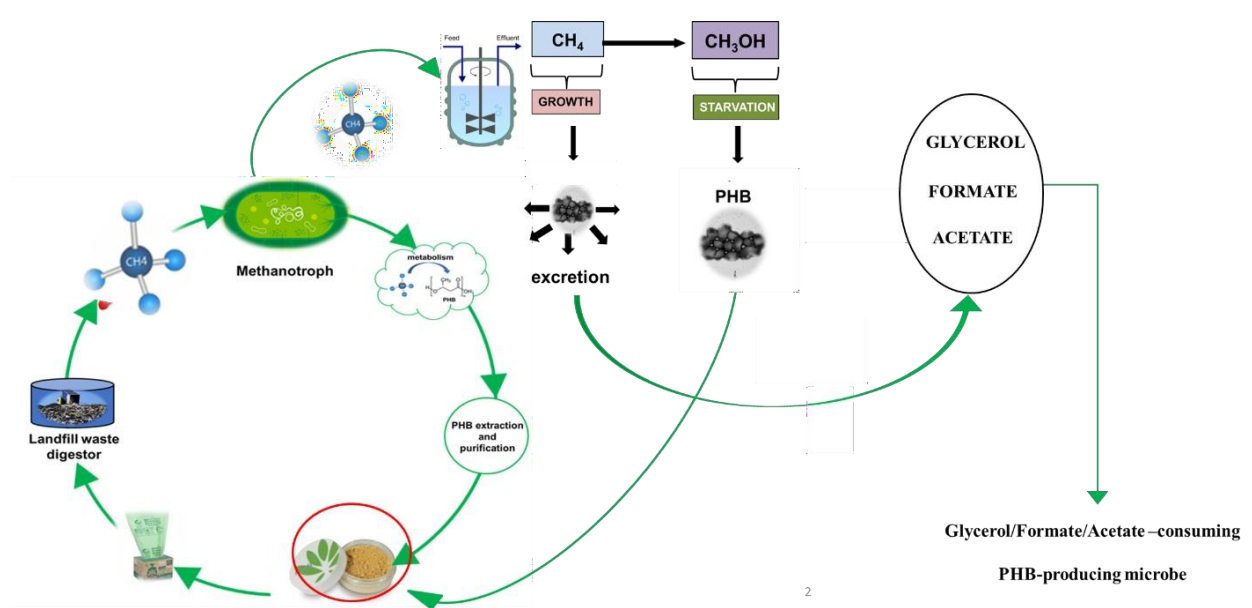 Feed
Effluent
CH₄
CH₃OH
GROWTH
STARVATION
GLYCEROL
FORMATE
ACETATE
CH4
PHB
CH4
Methanotroph
metabolism
H
O
O
OH
n
PHB
excretion
PHB extraction
and
purification
Landfill waste
digestor
Glycerol/Formate/Acetate –consuming
PHB-producing microbe
2